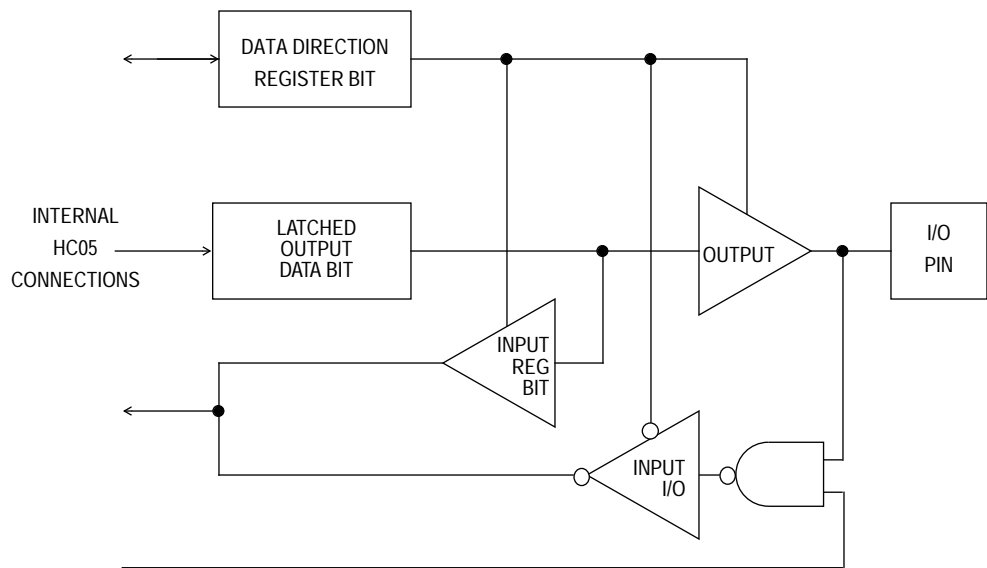 DATA DIRECTION
REGISTER BIT
INTERNAL
HC05
CONNECTIONS
LATCHED
OUTPUT
DATA BIT
OUTPUT
I/O
PIN
INPUT
REG
BIT
INPUT
I/O